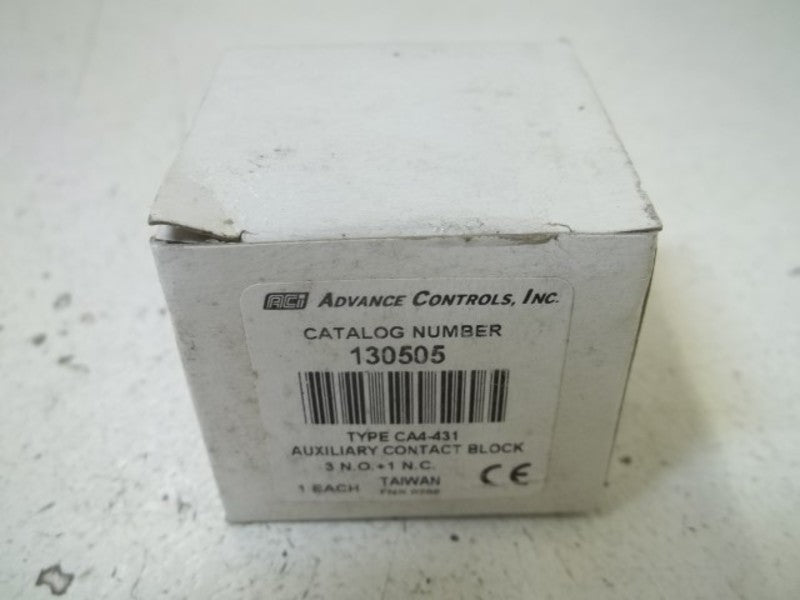 ACi ADVANCE CONTROLS, INC.
CATALOG NUMBER
130505
TYPE CA4-431
AUXILIARY CONTACT BLOCK
3 N.O.+1 N.C.
1 EACH TAIWAN CE